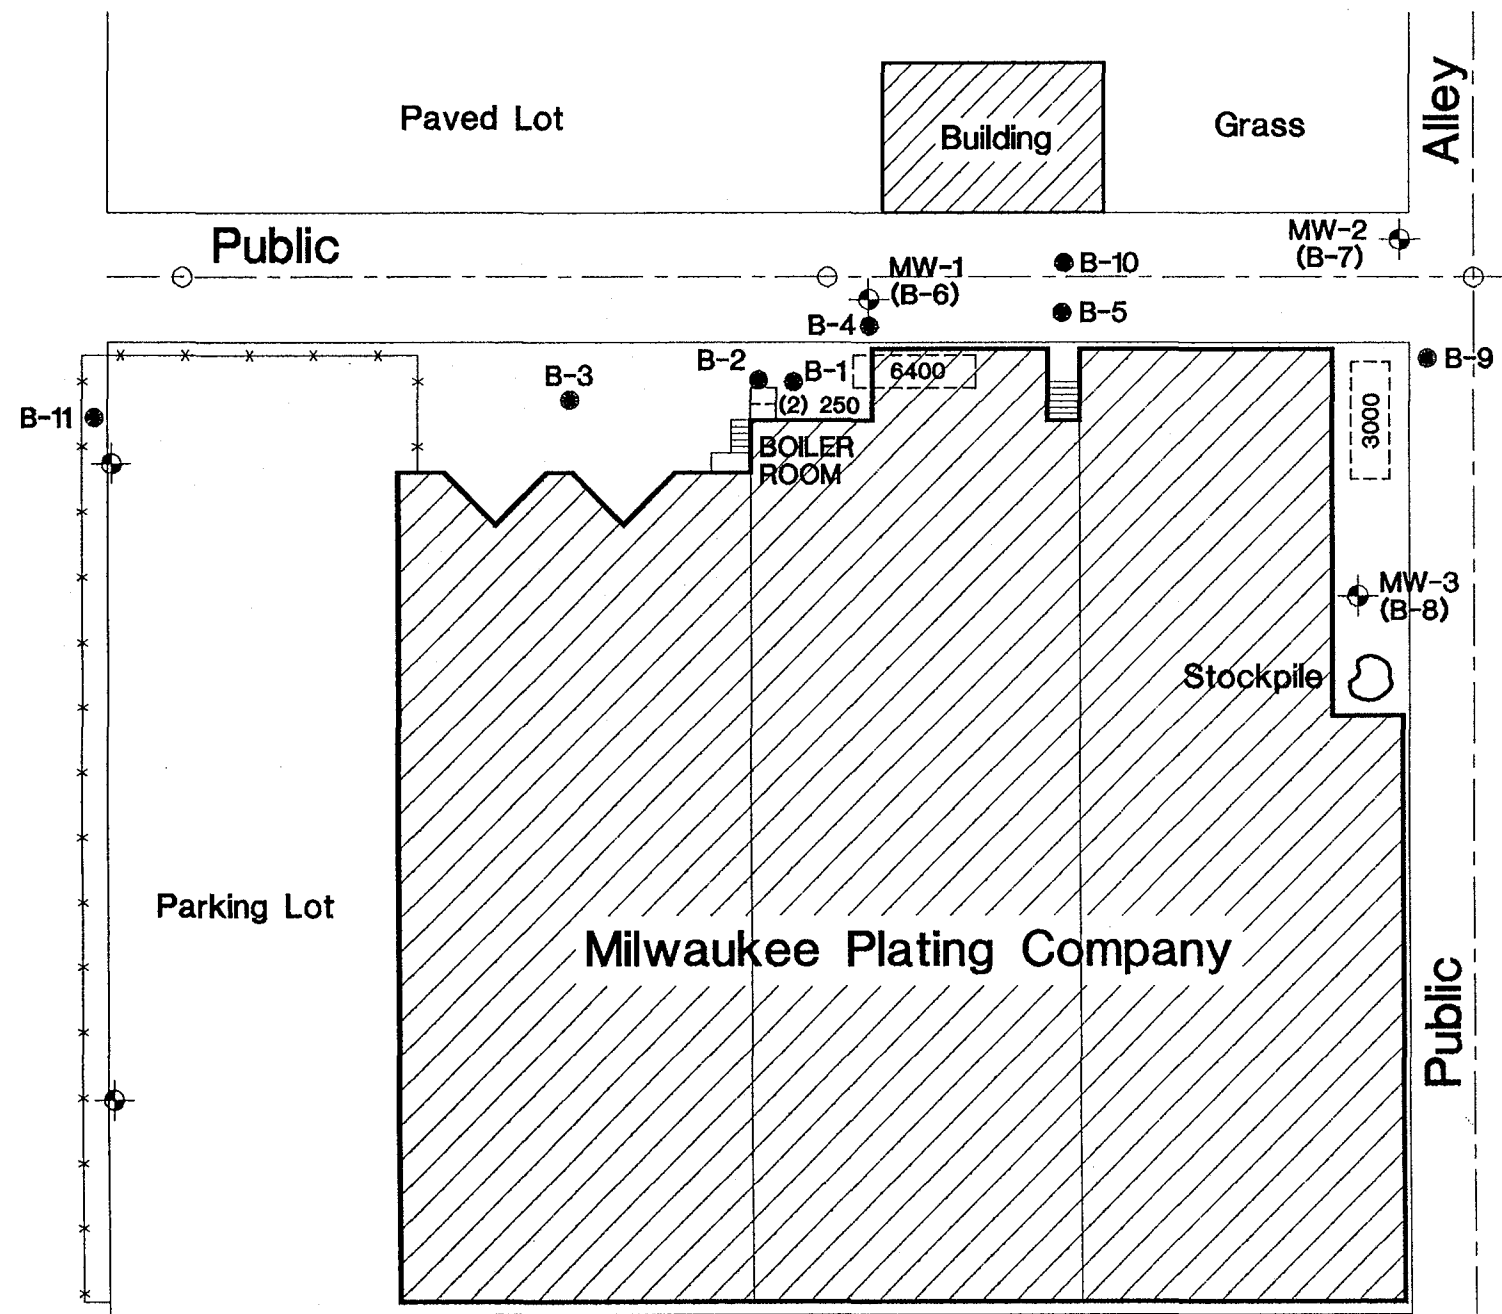 Paved Lot
Building
Grass
Alley
Public
MW-2
(B-7)
MW-1
(B-6)
B-10
B-5
B-4
B-2
B-1
6400
B-9
B-3
(2) 250
3000
B-11
BOILER
ROOM
MW-3
(B-8)
Stockpile
Parking Lot
Milwaukee Plating Company
Public